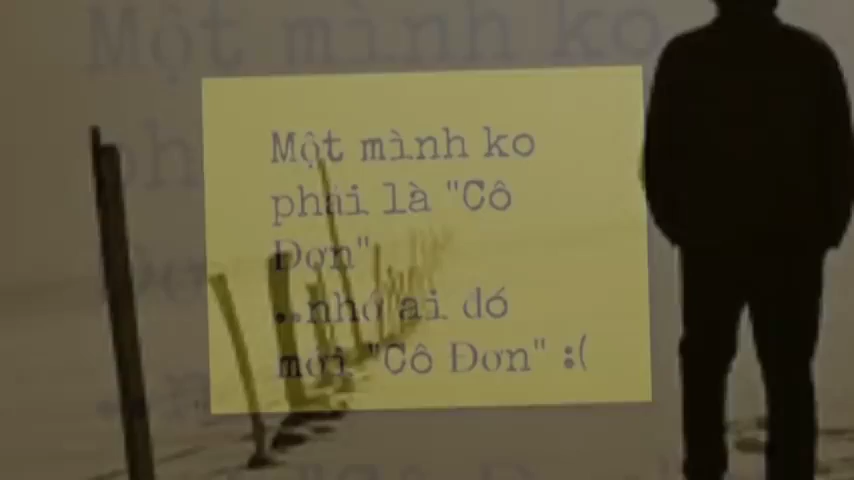 Một mình ko
phải là "Cô
Đơn"
..nhớ ai đó
mới "Cô Đơn" :(